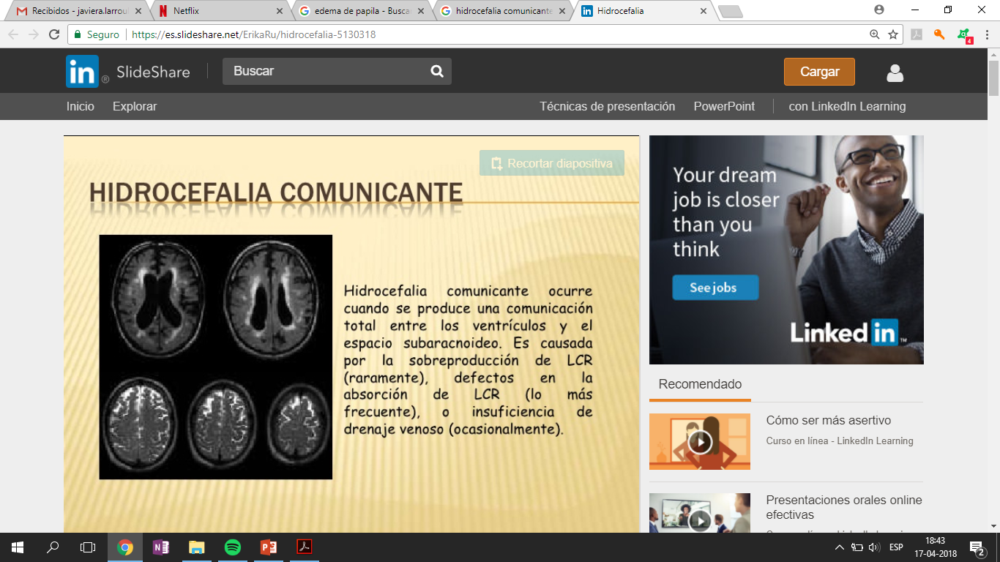 Recibidos - javiera.larroul
Netflix
edema de papila - Busca
hidrocefalia comunicante
Hidrocefalia
Seguro
https://es.slideshare.net/ErikaRu/hidrocefalia-5130318
4
in ® SlideShare
Buscar
Cargar
Inicio
Explorar
Técnicas de presentación
PowerPoint
con LinkedIn Learning
Recortar diapositiva
HIDROCEFALIA COMUNICANTE
Hidrocefalia comunicante ocurre
cuando se produce una comunicación
total entre los ventrículos y el
espacio subaracnoideo. Es causada
por la sobreproducción de LCR
(raramente), defectos en la
absorción de LCR (lo más
frecuente), o insuficiencia de
drenaje venoso (ocasionalmente).
Your dream
job is closer
than you
think
See jobs
Linked in ™
Recomendado
Cómo ser más asertivo
Curso en línea - LinkedIn Learning
Presentaciones orales online
efectivas
ESP
18:43
17-04-2018
2